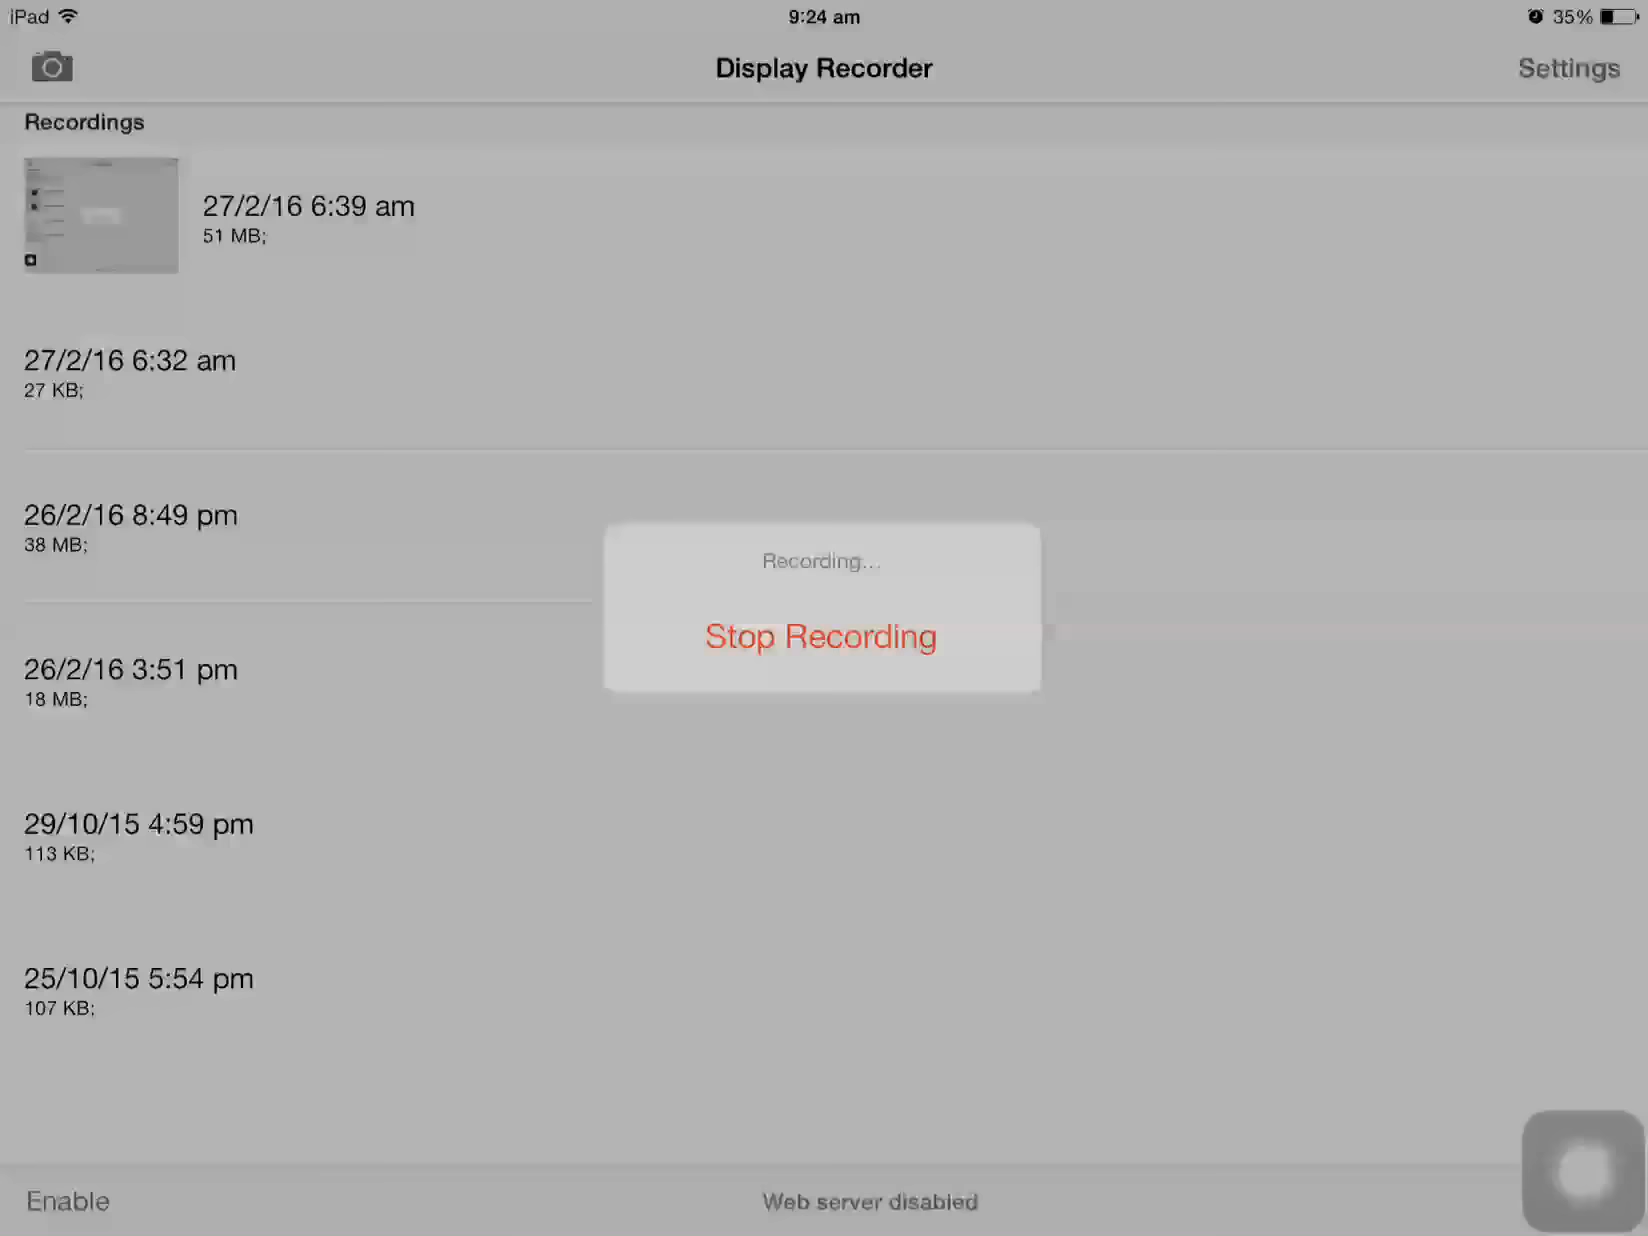 iPad 9:24 am 35%
Display Recorder Settings
Recordings
27/2/16 6:39 am
51 MB;
27/2/16 6:32 am
27 KB;
26/2/16 8:49 pm
38 MB;
Recording...
Stop Recording
26/2/16 3:51 pm
18 MB;
29/10/15 4:59 pm
113 KB;
25/10/15 5:54 pm
107 KB;
Enable Web server disabled